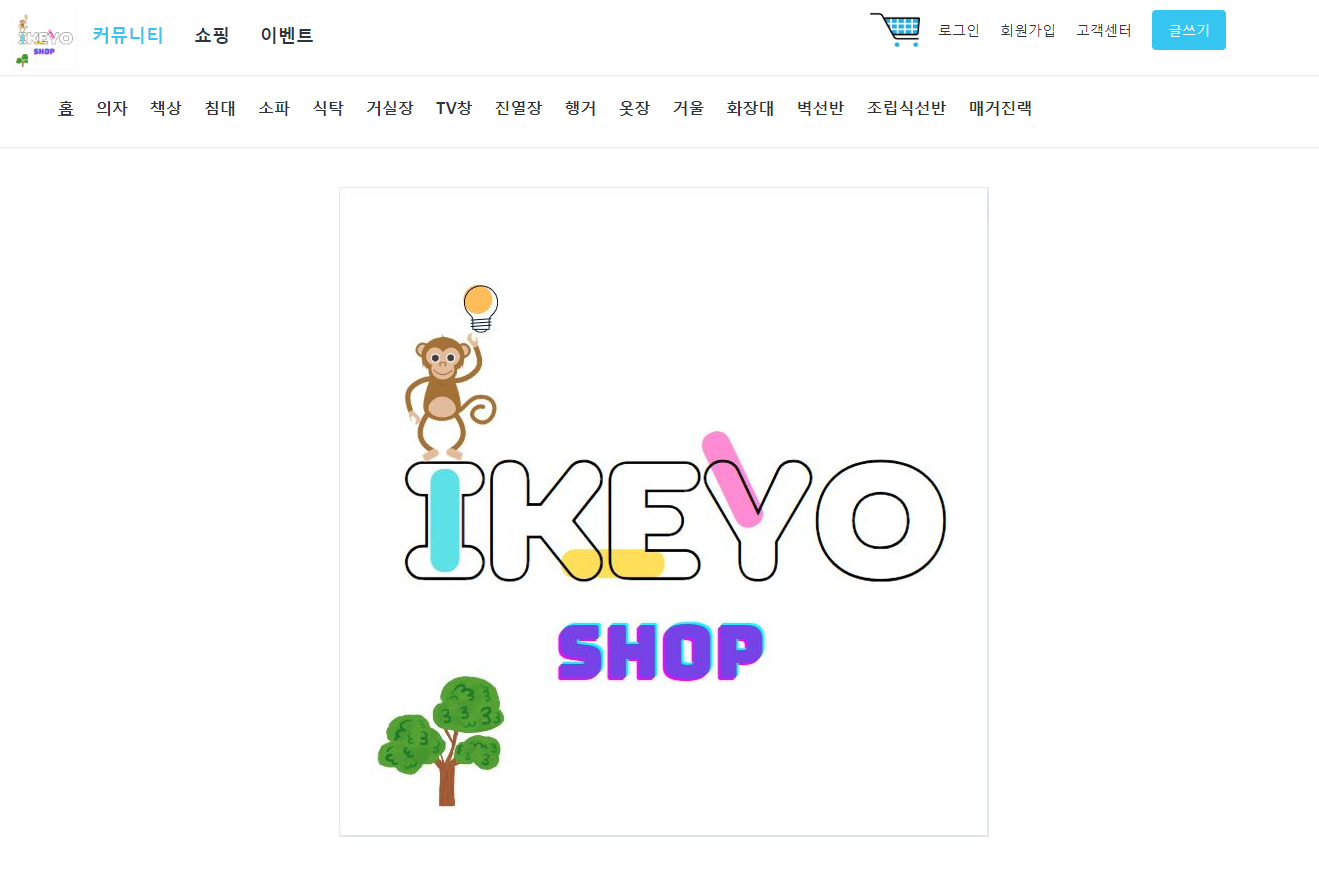 IKEYO
SHOP
커뮤니티 쇼핑 이벤트
로그인 회원가입 고객센터 글쓰기
홈 의자 책상 침대 소파 식탁 거실장 TV창 진열장 행거 옷장 거울 화장대 벽선반 조립식선반 매거진랙
IKEYO
SHOP